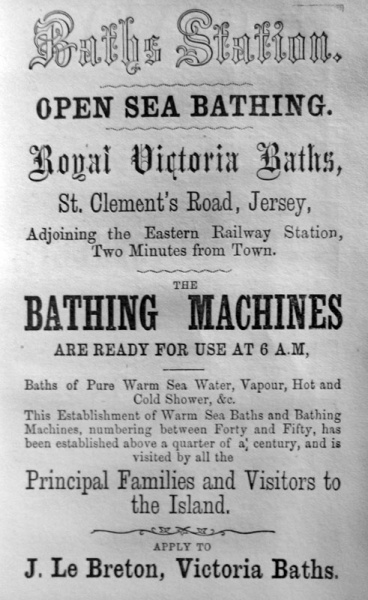 Baths Station.
OPEN SEA BATHING.
Royal Victoria Baths,
St. Clement's Road, Jersey,
Adjoining the Eastern Railway Station,
Two Minutes from Town.
THE
BATHING MACHINES
ARE READY FOR USE AT 6 A.M,
Baths of Pure Warm Sea Water, Vapour, Hot and
Cold Shower, &c.
This Establishment of Warm Sea Baths and Bathing
Machines, numbering between Forty and Fifty, has
been established above a quarter of a century, and is
visited by all the
Principal Families and Visitors to
the Island.
APPLY TO
J. Le Breton, Victoria Baths.